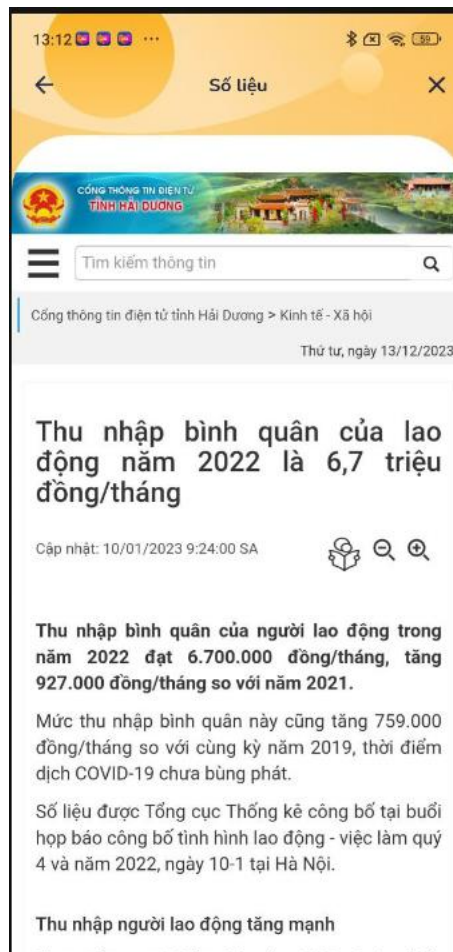 13:12
59
Số liệu
CỔNG THÔNG TIN ĐIỆN TỬ
TỈNH HẢI DƯƠNG
Tìm kiếm thông tin
Cổng thông tin điện tử tỉnh Hải Dương > Kinh tế - Xã hội
Thứ tư, ngày 13/12/2023
Thu nhập bình quân của lao
động năm 2022 là 6,7 triệu
đồng/tháng
Cập nhật: 10/01/2023 9:24:00 SA
Thu nhập bình quân của người lao động trong
năm 2022 đạt 6.700.000 đồng/tháng, tăng
927.000 đồng/tháng so với năm 2021.
Mức thu nhập bình quân này cũng tăng 759.000
đồng/tháng so với cùng kỳ năm 2019, thời điểm
dịch COVID-19 chưa bùng phát.
Số liệu được Tổng cục Thống kê công bố tại buổi
họp báo công bố tình hình lao động - việc làm quý
4 và năm 2022, ngày 10-1 tại Hà Nội.
Thu nhập người lao động tăng mạnh